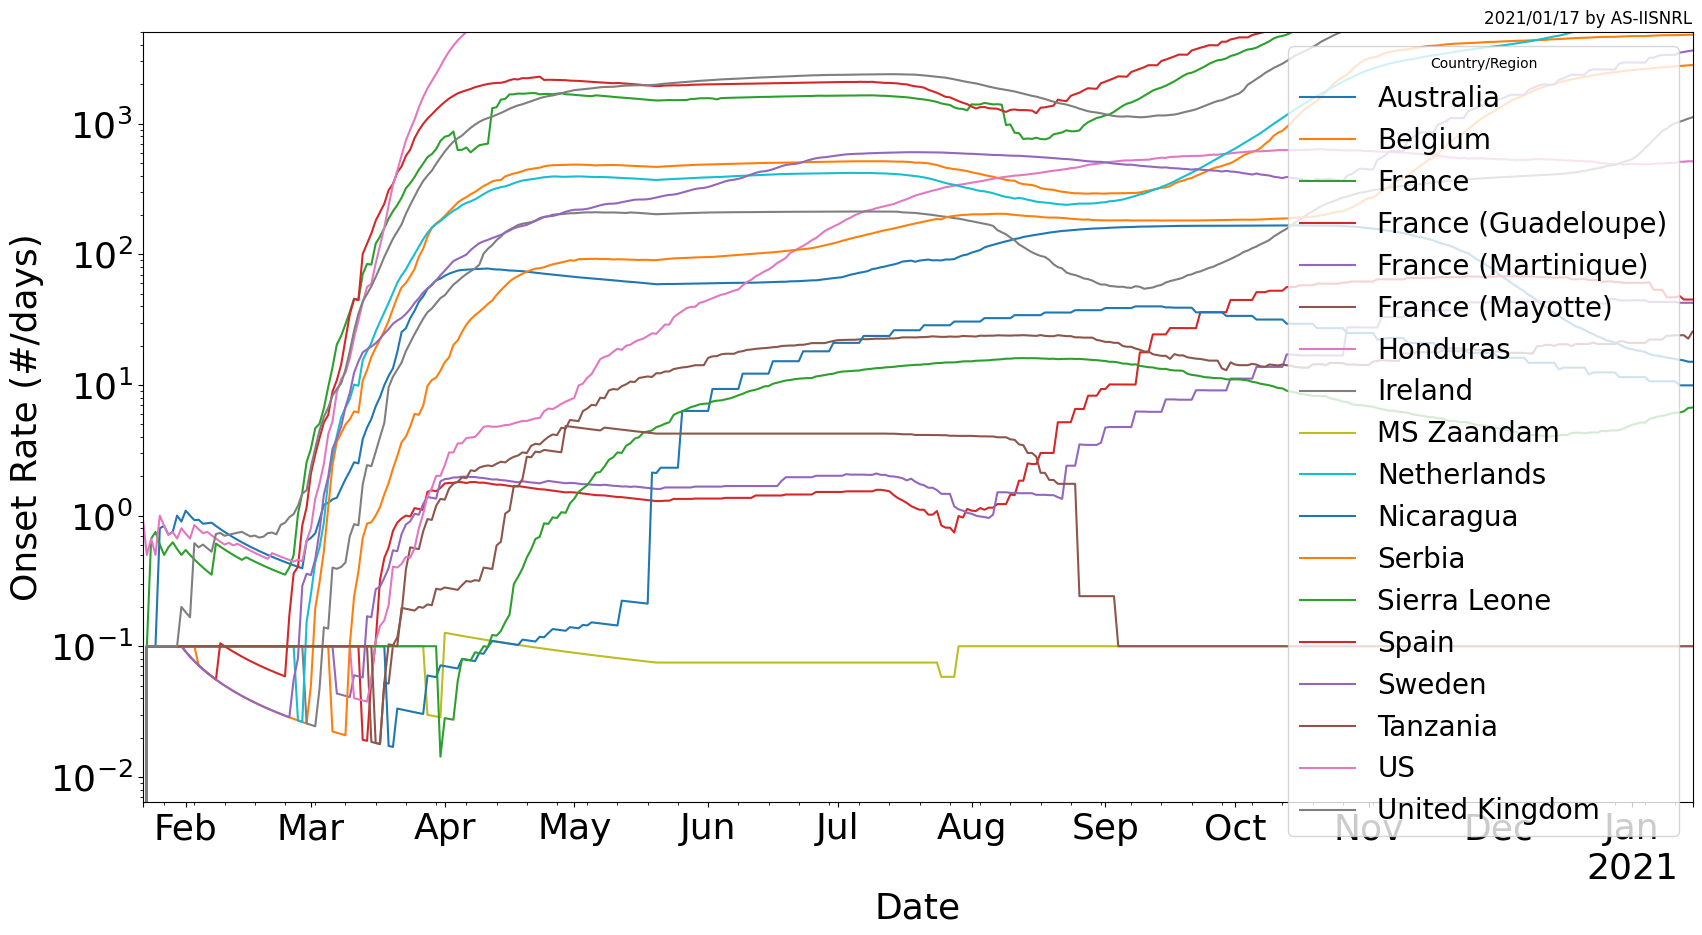 2021/01/17 by AS-IISNRL
Onset Rate (#/days)
10³
10²
10¹
10⁰
10⁻¹
10⁻²
Country/Region
Australia
Belgium
France
France (Guadeloupe)
France (Martinique)
France (Mayotte)
Honduras
Ireland
MS Zaandam
Netherlands
Nicaragua
Serbia
Sierra Leone
Spain
Sweden
Tanzania
US
United Kingdom
Feb Mar Apr May Jun Jul Aug Sep Oct Nov Dec Jan
2021
Date